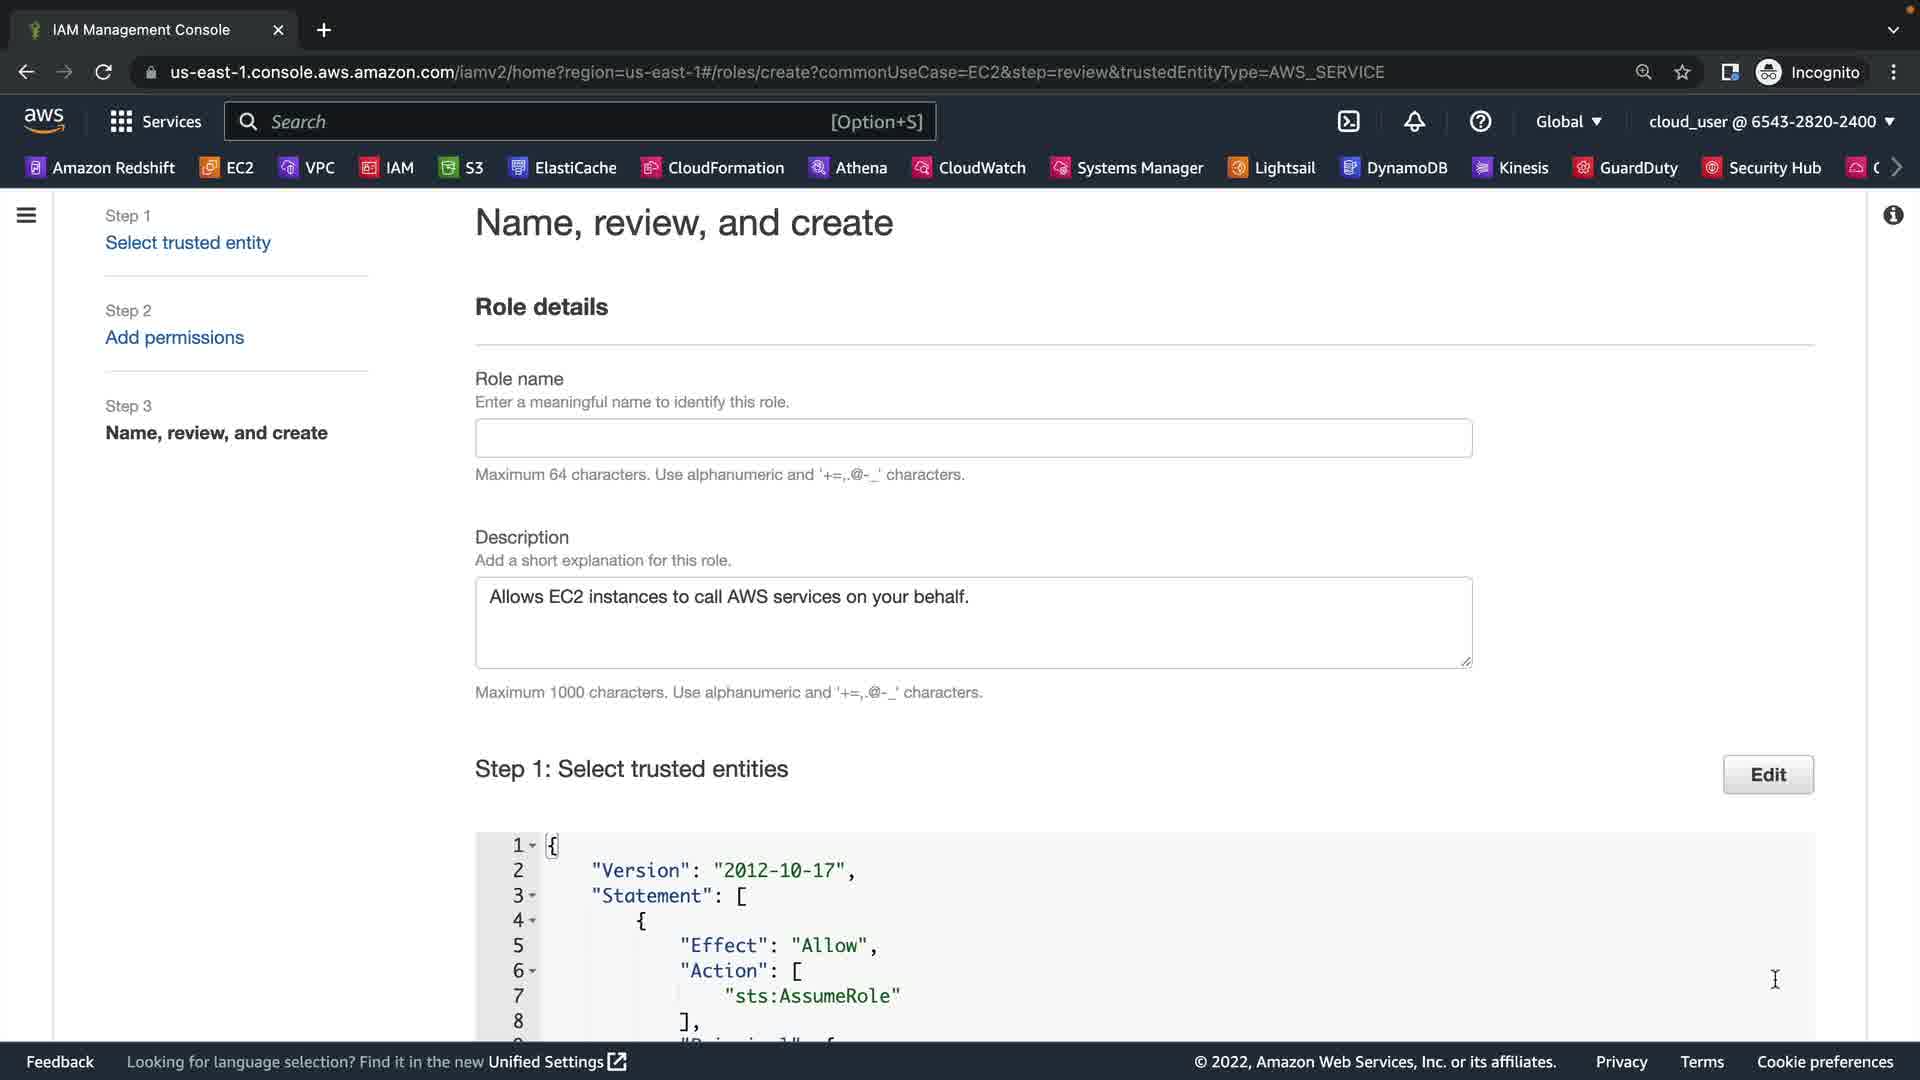 IAM Management Console
us-east-1.console.aws.amazon.com/iamv2/home?region=us-east-1#/roles/create?commonUseCase=EC2&step=review&trustedEntityType=AWS_SERVICE
Incognito
aws
Services
Search
[Option+S]
Global
cloud_user @ 6543-2820-2400
Amazon Redshift
EC2
VPC
IAM
S3
ElastiCache
CloudFormation
Athena
CloudWatch
Systems Manager
Lightsail
DynamoDB
Kinesis
GuardDuty
Security Hub
Step 1
Select trusted entity
Step 2
Add permissions
Step 3
Name, review, and create
Name, review, and create
Role details
Role name
Enter a meaningful name to identify this role.
Maximum 64 characters. Use alphanumeric and '+=,.@-_' characters.
Description
Add a short explanation for this role.
Allows EC2 instances to call AWS services on your behalf.
Maximum 1000 characters. Use alphanumeric and '+=,.@-_' characters.
Step 1: Select trusted entities
Edit
1 {
2 "Version": "2012-10-17",
3 "Statement": [
4 {
5 "Effect": "Allow",
6 "Action": [
7 "sts:AssumeRole"
8 ],
Feedback
Looking for language selection? Find it in the new Unified Settings
© 2022, Amazon Web Services, Inc. or its affiliates.
Privacy
Terms
Cookie preferences